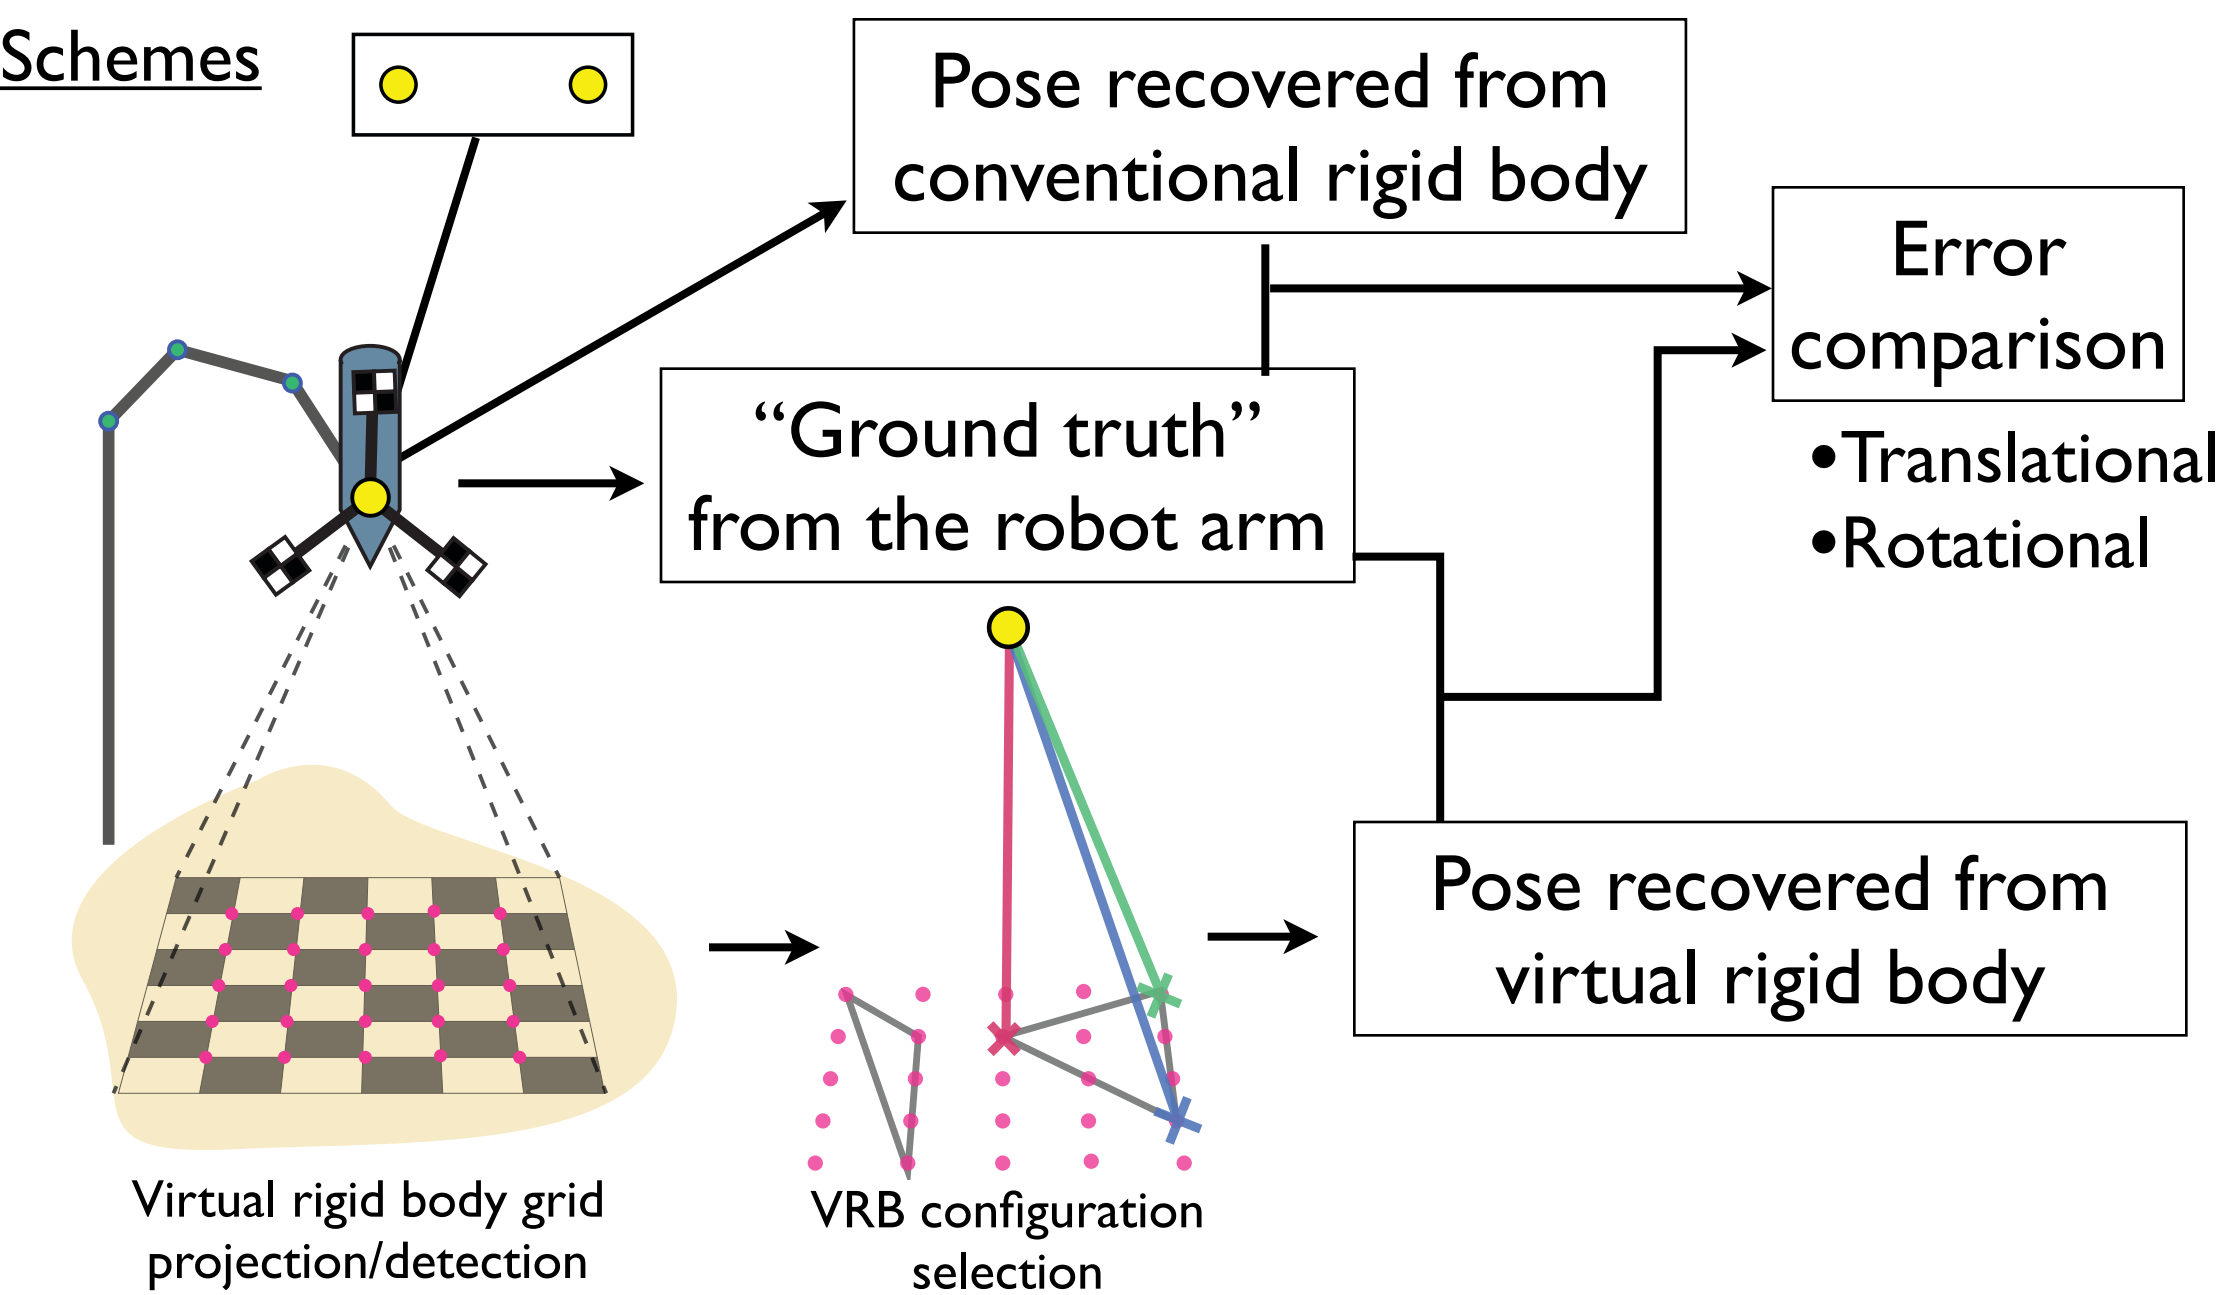 Schemes
Pose recovered from
conventional rigid body
Error
comparison
•Translational
•Rotational
“Ground truth”
from the robot arm
Pose recovered from
virtual rigid body
Virtual rigid body grid
projection/detection
VRB configuration
selection